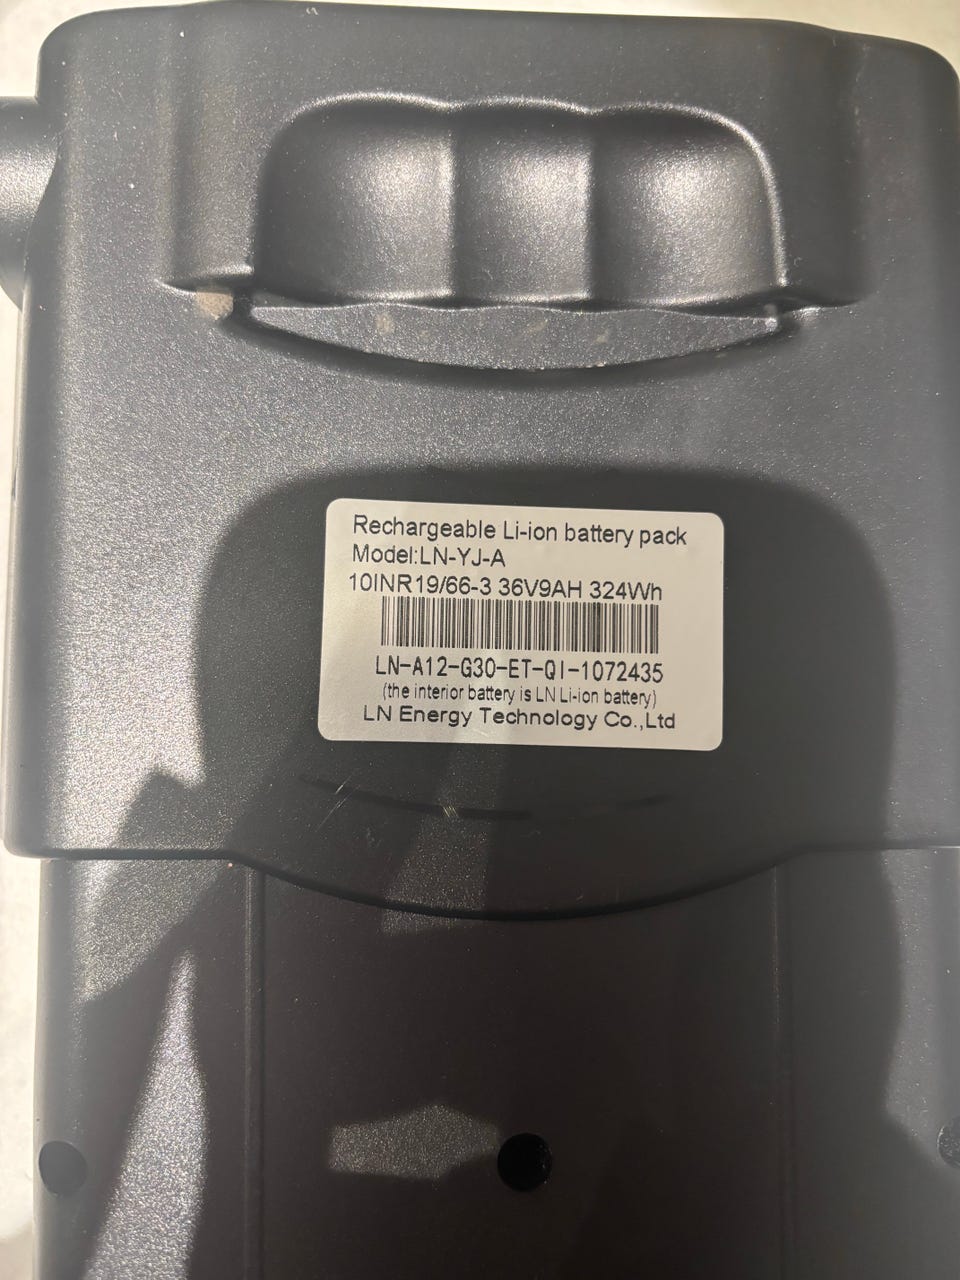 Rechargeable Li-ion battery pack
Model:LN-YJ-A
10INR19/66-3 36V9AH 324Wh
LN-A12-G30-ET-QI-1072435
(the interior battery is LN Li-ion battery)
LN Energy Technology Co.,Ltd